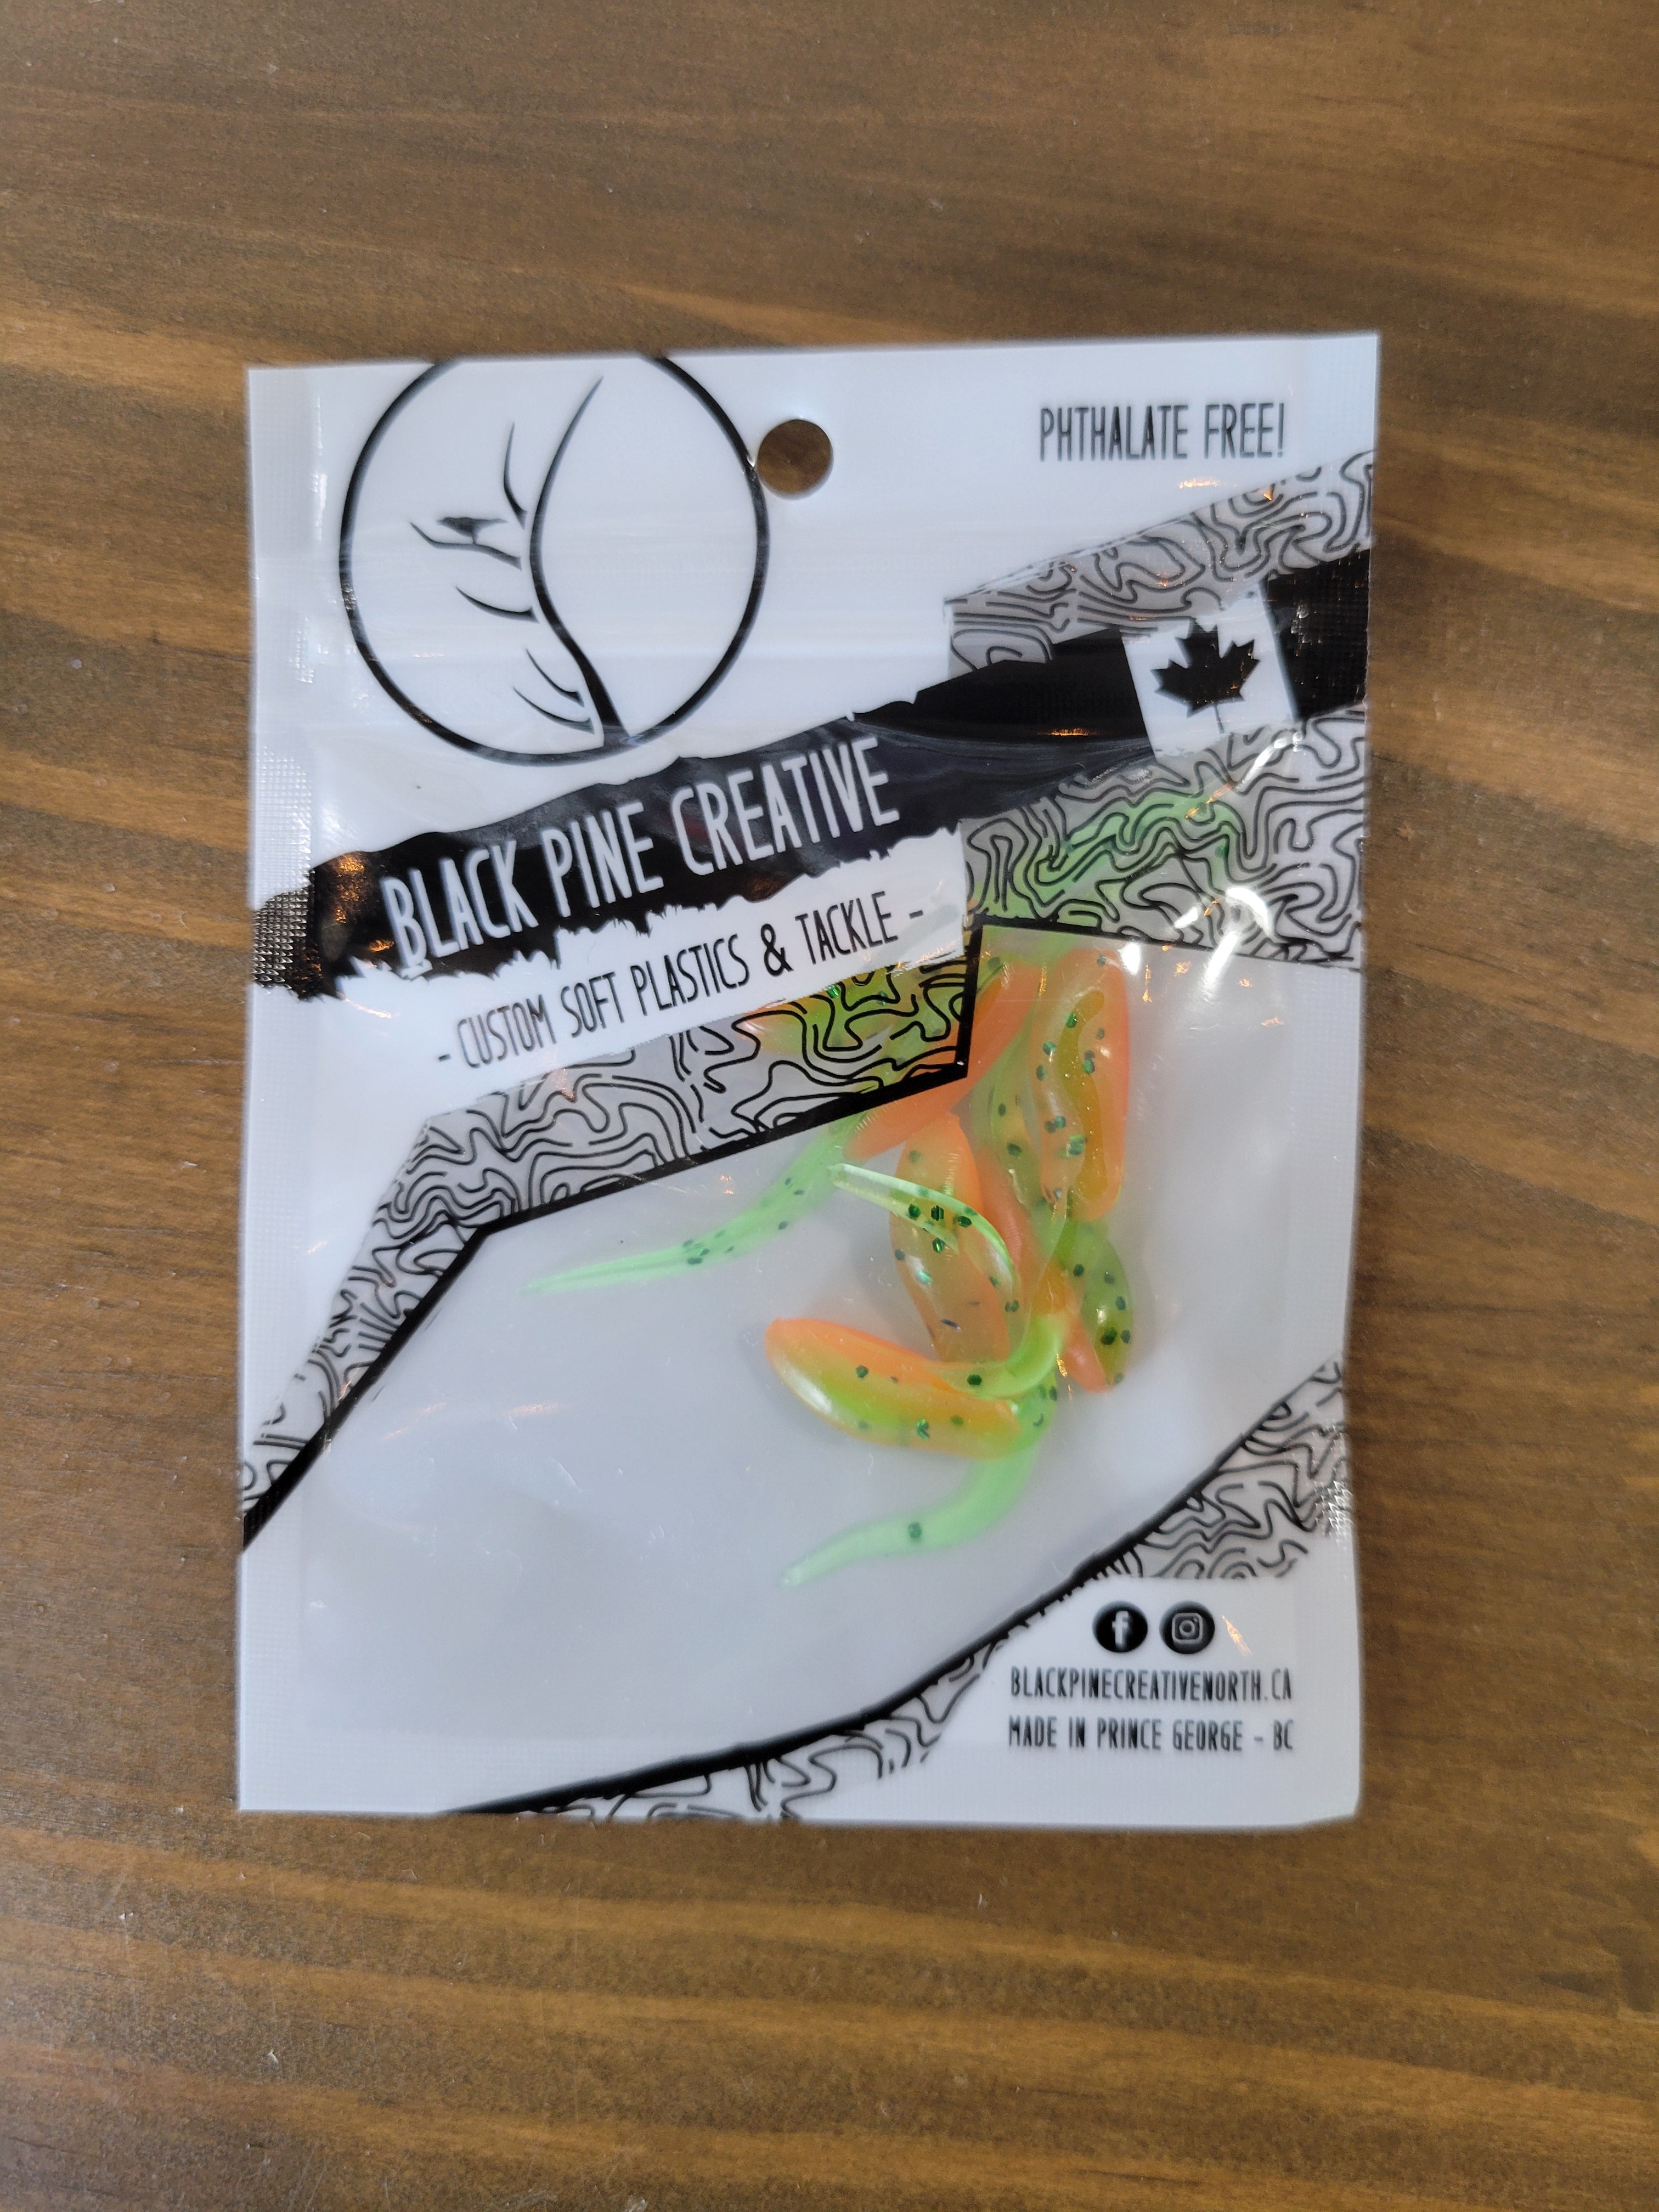 PHTHALATE FREE!
BLACK PINE CREATIVE
- CUSTOM SOFT PLASTICS & TACKLE -
BLACKPINECREATIVENORTH.CA
MADE IN PRINCE GEORGE - BC